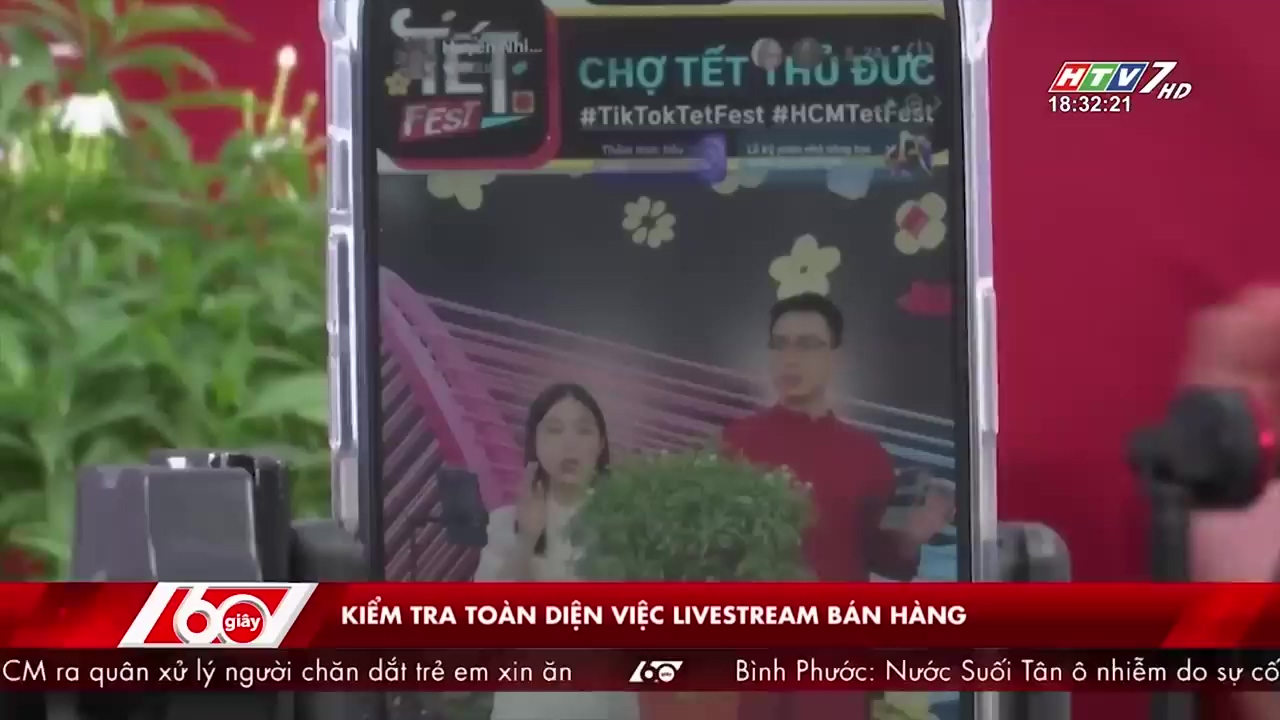 TẾT
FEST
CHỢ TẾT THỦ ĐỨC
#TikTokTetFest #HCMTetFest
HTV7 HD
18:32:21
60 giây
KIỂM TRA TOÀN DIỆN VIỆC LIVESTREAM BÁN HÀNG
CM ra quân xử lý người chăn dắt trẻ em xin ăn
60 giây
Bình Phước: Nước Suối Tân ô nhiễm do sự cố